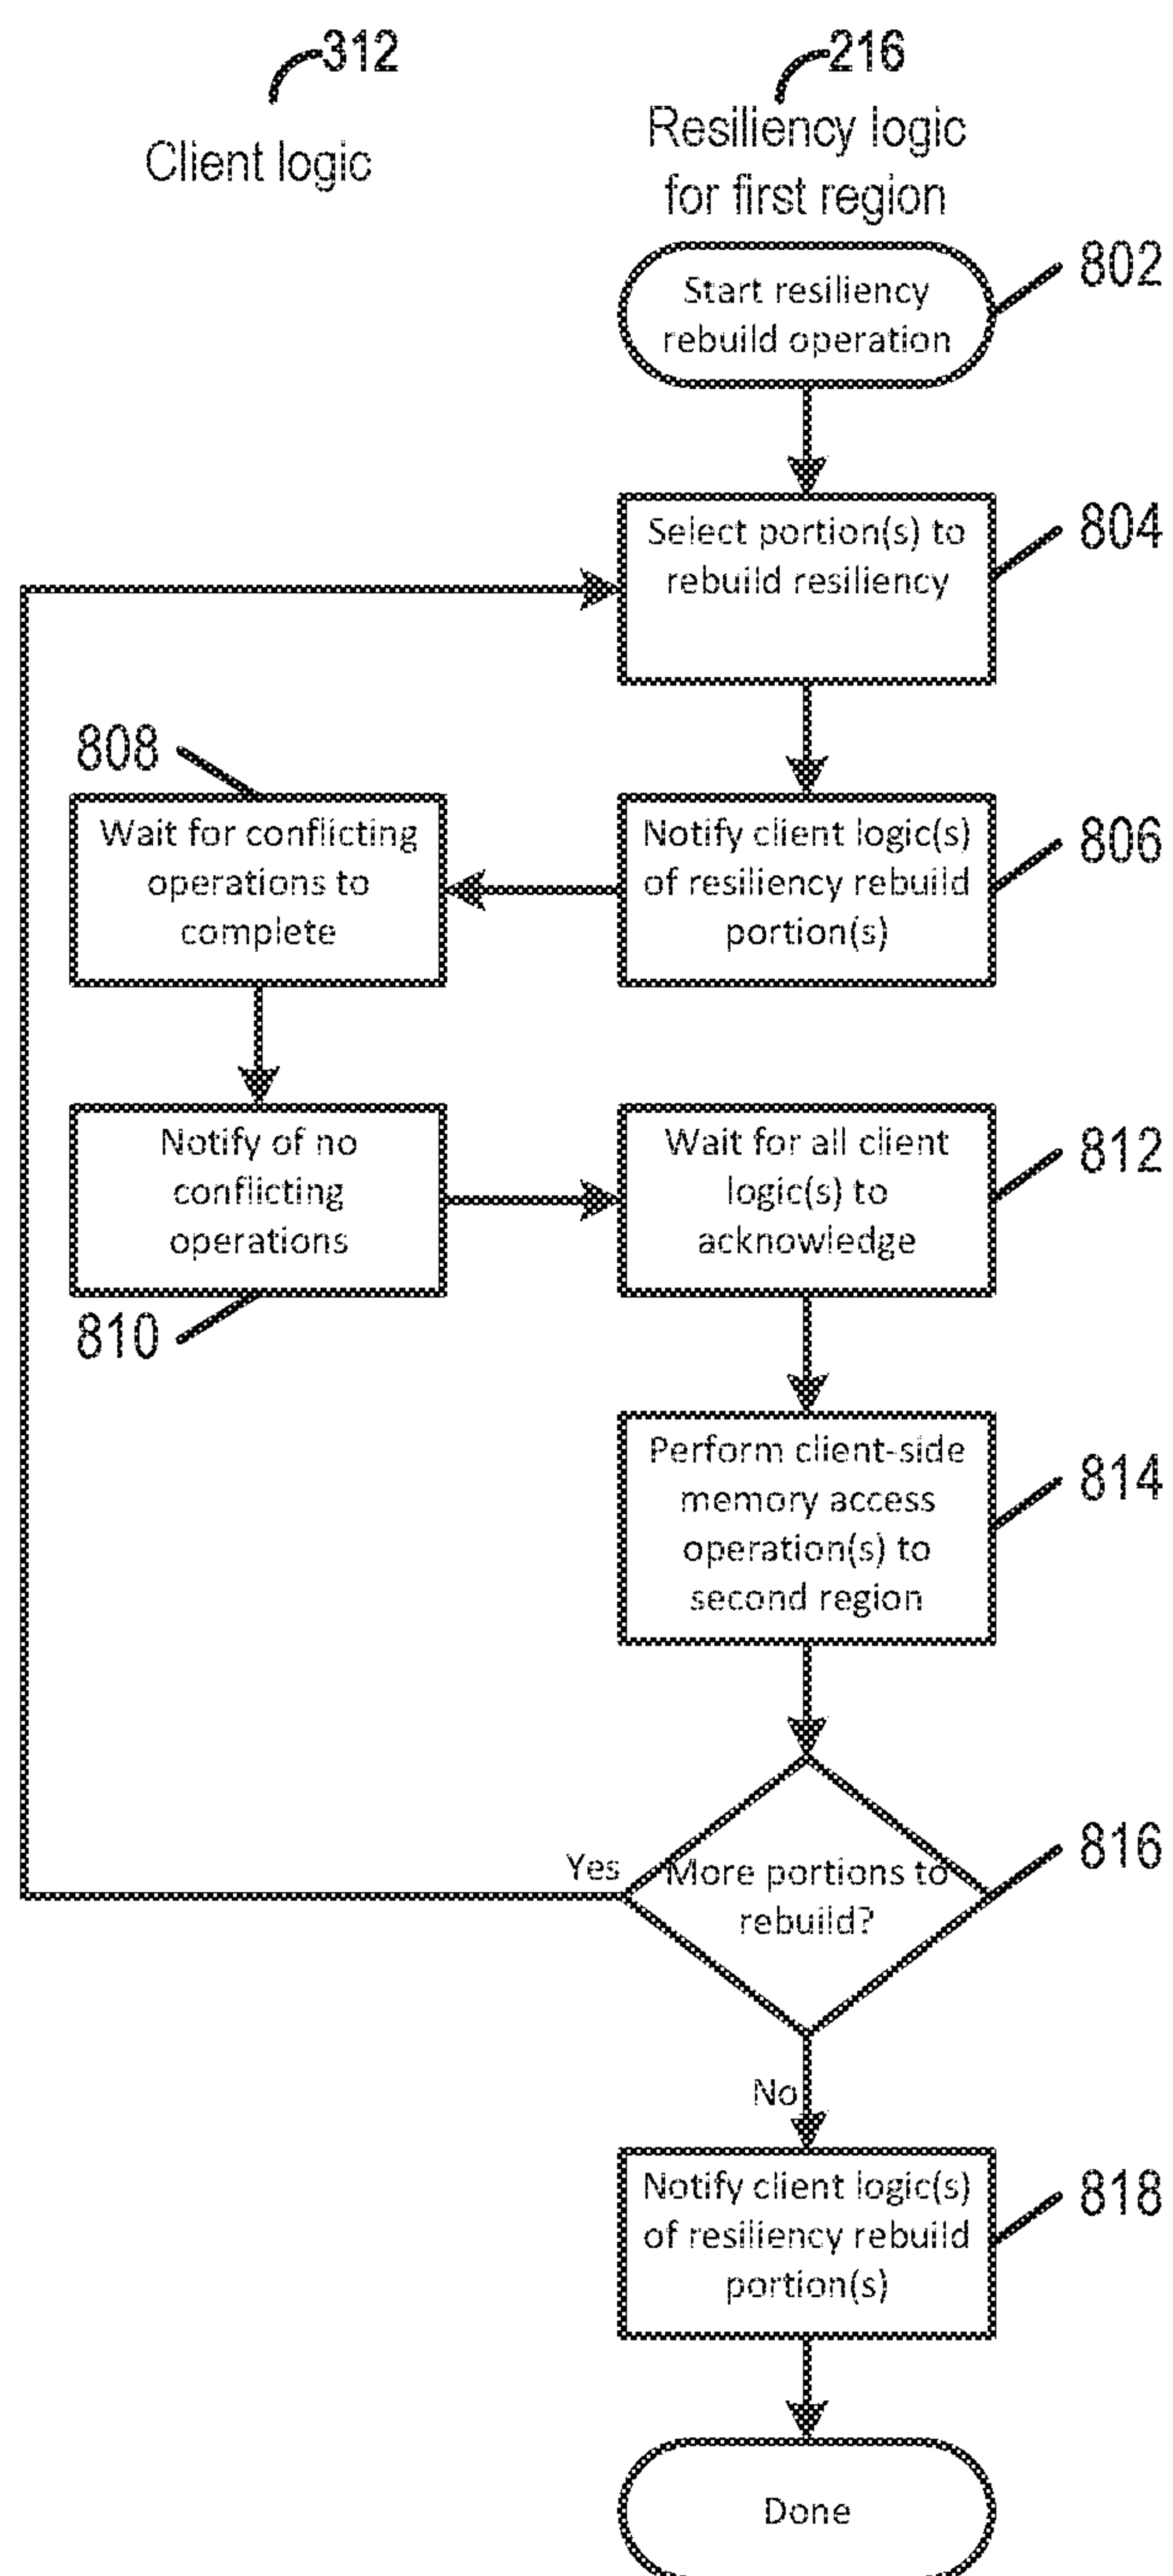 312
216
Client logic
Resiliency logic
for first region
802
Start resiliency
rebuild operation
804
Select portion(s) to
rebuild resiliency
808
Wait for conflicting
operations to
complete
806
Notify client logic(s)
of resiliency rebuild
portion(s)
Notify of no
conflicting
operations
810
812
Wait for all client
logic(s) to
acknowledge
814
Perform client-side
memory access
operation(s) to
second region
816
Yes
More portions to
rebuild?
No
818
Notify client logic(s)
of resiliency rebuild
portion(s)
Done